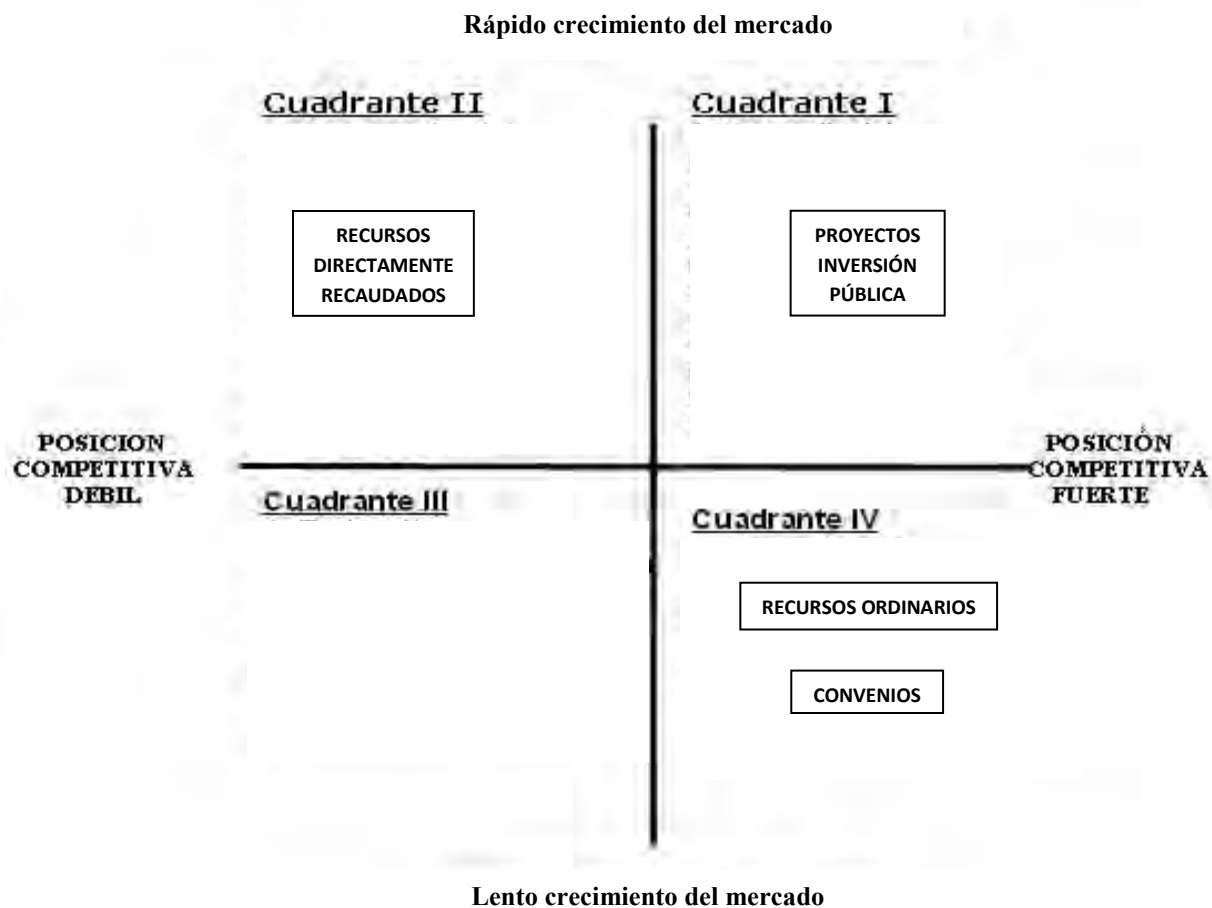 Rápido crecimiento del mercado
Cuadrante II
Cuadrante I
RECURSOS
DIRECTAMENTE
RECAUDADOS
PROYECTOS
INVERSIÓN
PÚBLICA
POSICION
COMPETITIVA
DEBIL
POSICIÓN
COMPETITIVA
FUERTE
Cuadrante III
Cuadrante IV
RECURSOS ORDINARIOS
CONVENIOS
Lento crecimiento del mercado